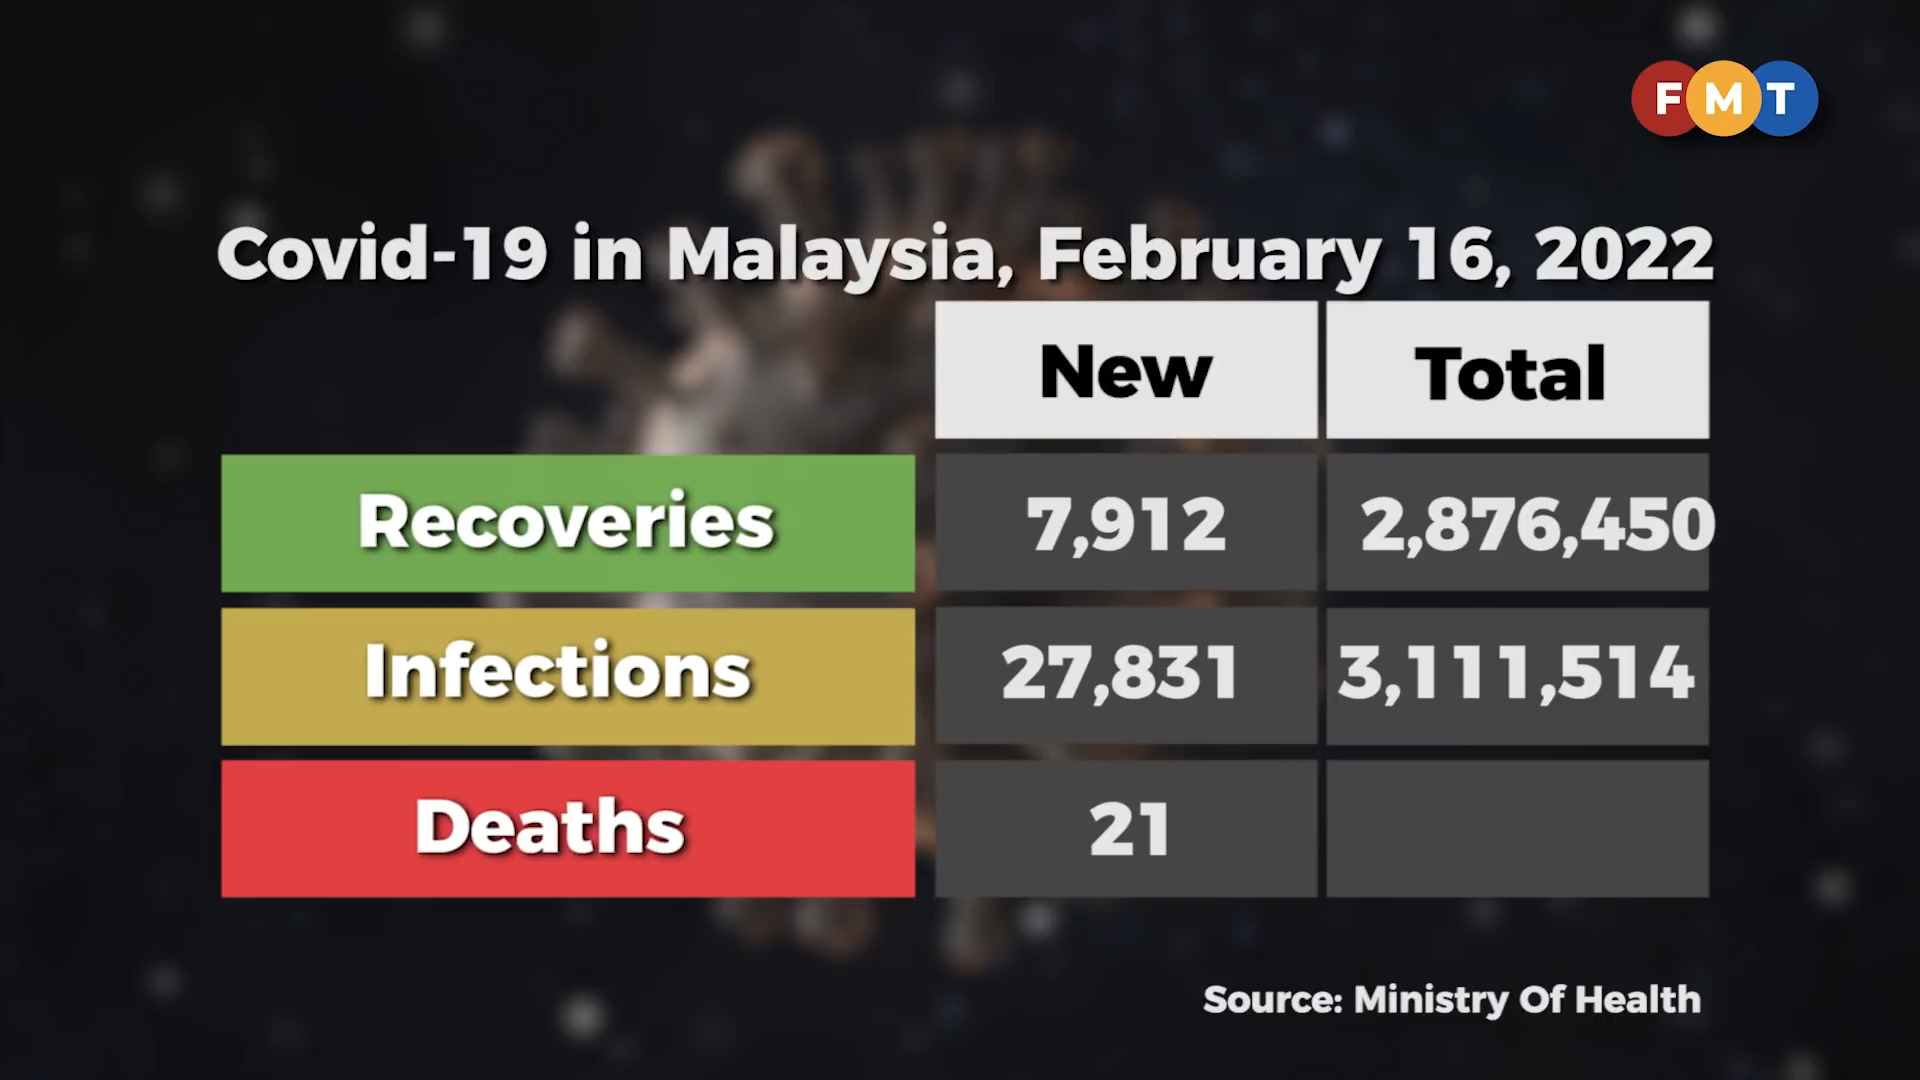 FMT
Covid-19 in Malaysia, February 16, 2022
New Total
Recoveries 7,912 2,876,450
Infections 27,831 3,111,514
Deaths 21
Source: Ministry Of Health